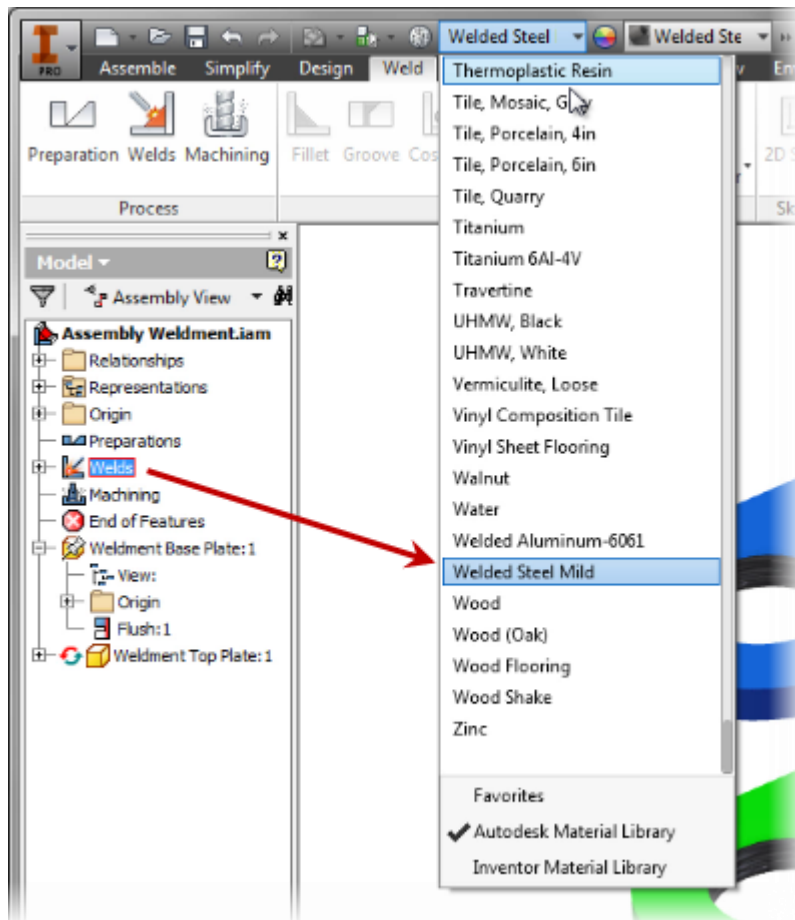 PRO
Welded Steel
Welded Ste
Assemble Simplify Design Weld
Preparation Welds Machining
Fillet Groove Cos
2D S
Process
Sk
Model
Assembly View
Assembly Weldment.iam
Relationships
Representations
Origin
Preparations
Welds
Machining
End of Features
Weldment Base Plate:1
View:
Origin
Flush:1
Weldment Top Plate:1
Thermoplastic Resin
Tile, Mosaic, G
Tile, Porcelain, 4in
Tile, Porcelain, 6in
Tile, Quarry
Titanium
Titanium 6Al-4V
Travertine
UHMW, Black
UHMW, White
Vermiculite, Loose
Vinyl Composition Tile
Vinyl Sheet Flooring
Walnut
Water
Welded Aluminum-6061
Welded Steel Mild
Wood
Wood (Oak)
Wood Flooring
Wood Shake
Zinc
Favorites
Autodesk Material Library
Inventor Material Library